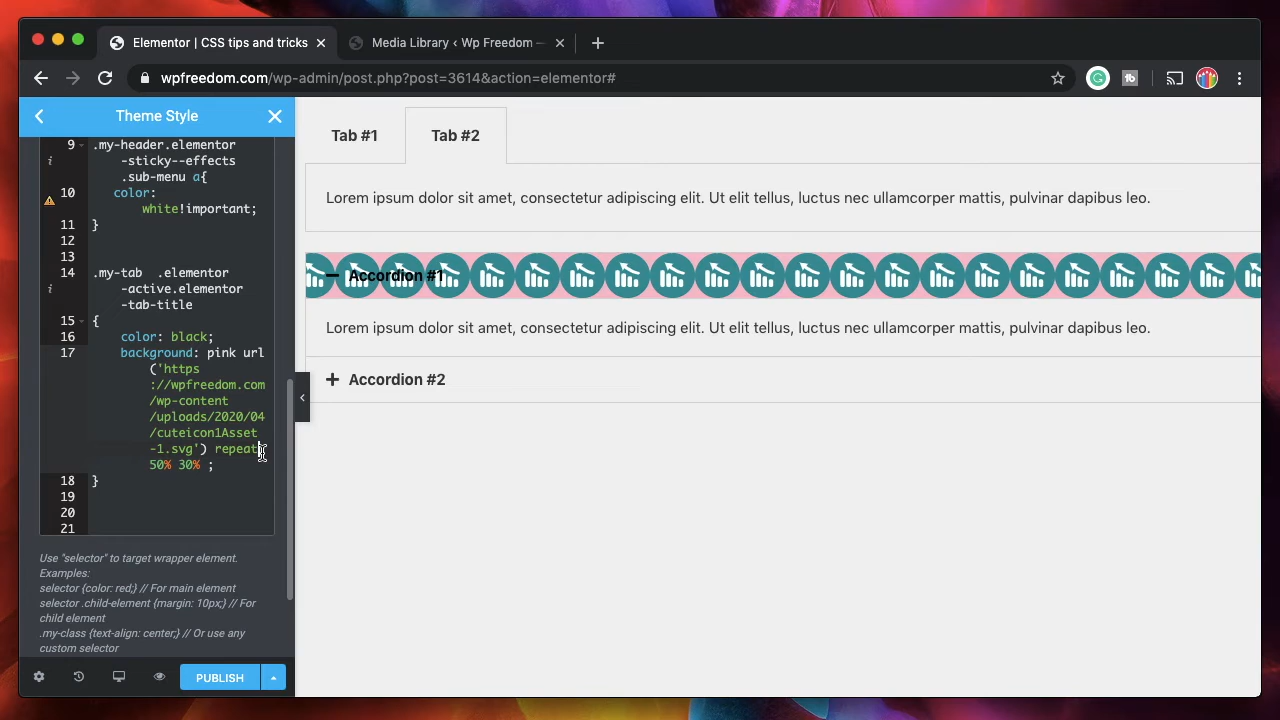 Elementor | CSS tips and tricks
Media Library ‹ Wp Freedom —
wpfreedom.com/wp-admin/post.php?post=3614&action=elementor#
Theme Style
9 .my-header.elementor
-sticky--effects
.sub-menu a{
10 color:
white!important;
11 }
12
13
14 .my-tab .elementor
-active.elementor
-tab-title
15 {
16 color: black;
17 background: pink url
('https
://wpfreedom.com
/wp-content
/uploads/2020/04
/cuteicon1Asset
-1.svg') repeat
50% 30% ;
18 }
19
20
21
Use "selector" to target wrapper element.
Examples:
selector {color: red;} // For main element
selector .child-element {margin: 10px;} // For
child element
.my-class {text-align: center;} // Or use any
custom selector
PUBLISH
Tab #1
Tab #2
Lorem ipsum dolor sit amet, consectetur adipiscing elit. Ut elit tellus, luctus nec ullamcorper mattis, pulvinar dapibus leo.
Accordion #1
Lorem ipsum dolor sit amet, consectetur adipiscing elit. Ut elit tellus, luctus nec ullamcorper mattis, pulvinar dapibus leo.
Accordion #2